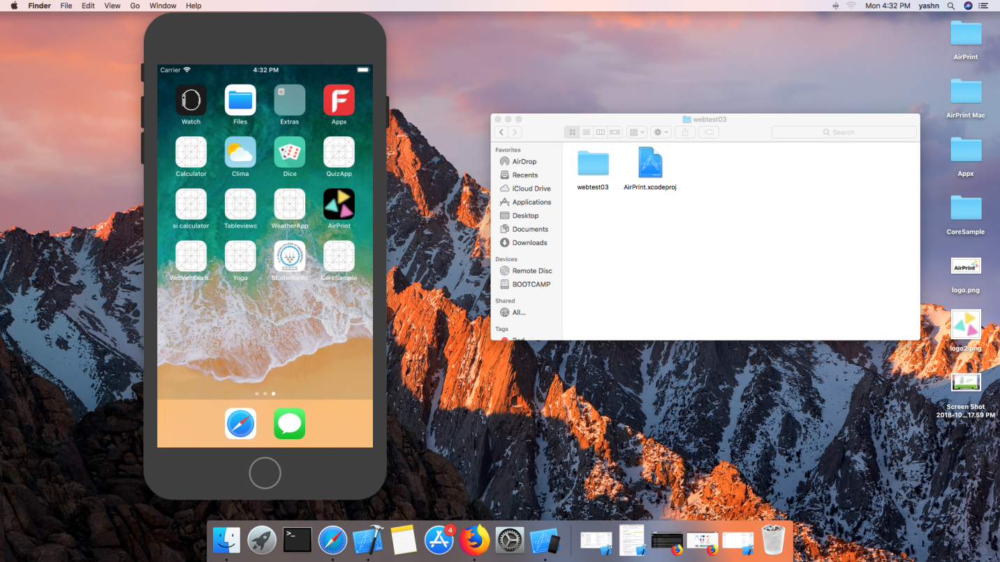 Finder File Edit View Go Window Help
Mon 4:32 PM yashn
Carrier 4:32 PM
Watch Files Extras Appx
Calculator Clima Dice QuizApp
si calculator Tableviewc WeatherApp AirPrint
WebViewExam... Yoga StudentInfo CoreSample
webtest03
Search
Favorites
AirDrop
Recents
iCloud Drive
Applications
Desktop
Documents
Downloads
Devices
Remote Disc
BOOTCAMP
Shared
All...
Tags
Red
webtest03 AirPrint.xcodeproj
AirPrint
AirPrint Mac
Appx
CoreSample
AirPrint
logo.png
logo2.png
Screen Shot
2018-10...17.59 PM
>_
4